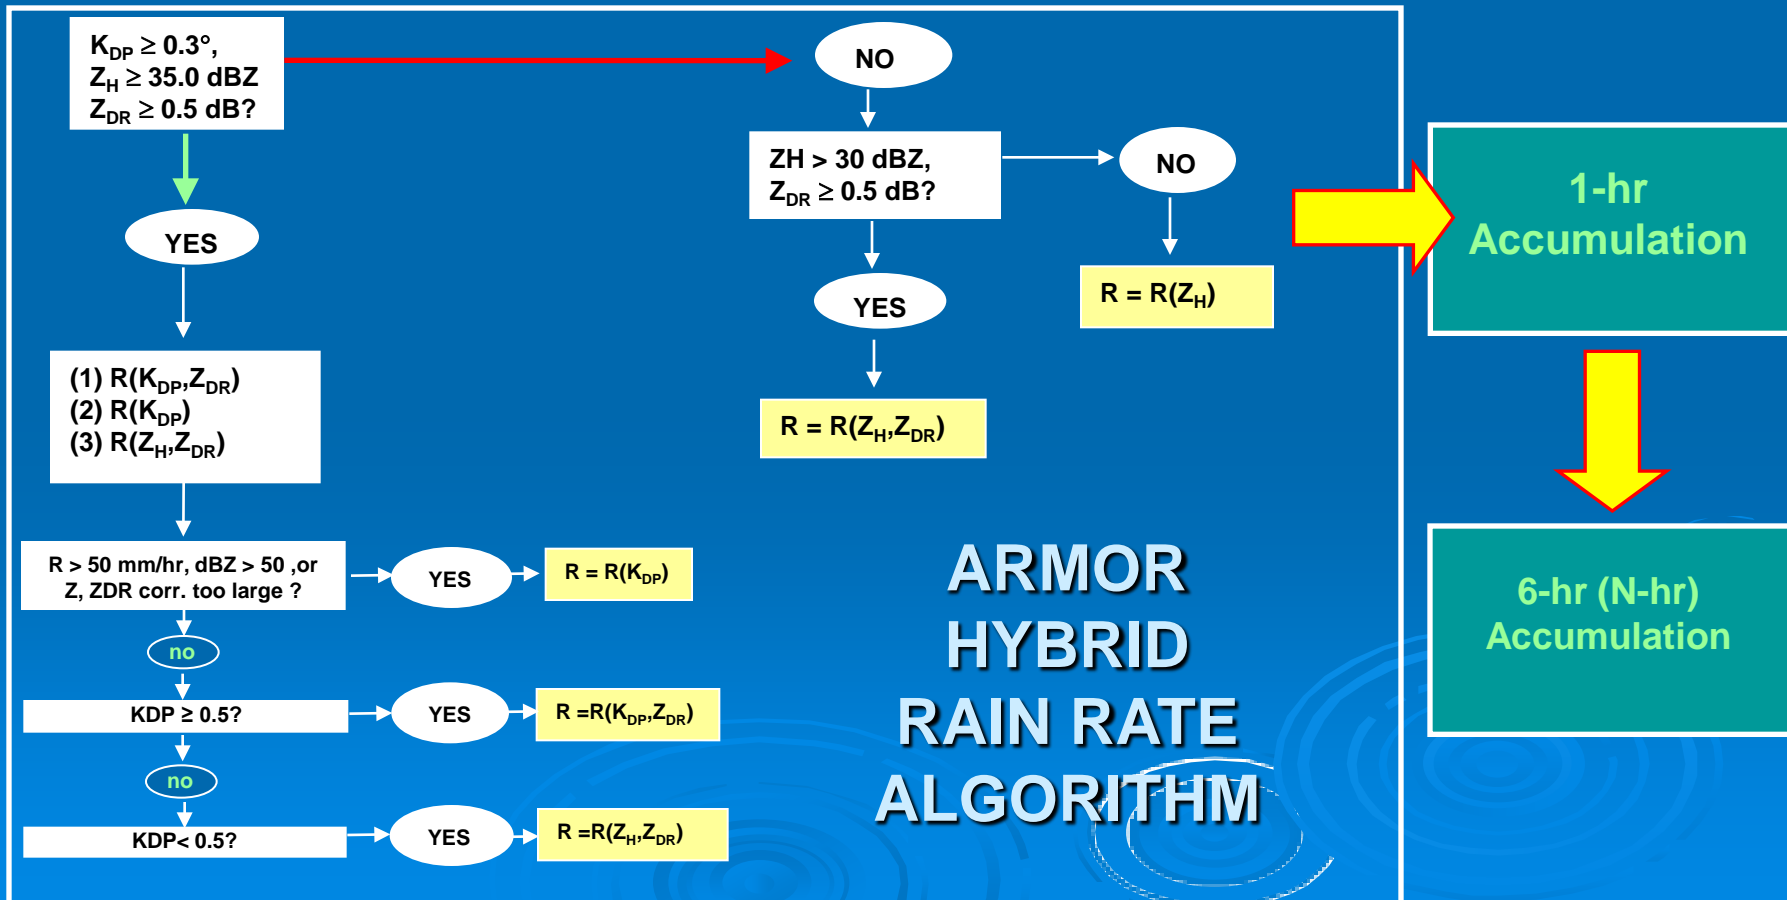 K_DP ≥ 0.3°,
Z_H ≥ 35.0 dBZ
Z_DR ≥ 0.5 dB?
NO
ZH > 30 dBZ,
Z_DR ≥ 0.5 dB?
NO
YES
YES
R = R(Z_H)
R = R(Z_H,Z_DR)
(1) R(K_DP,Z_DR)
(2) R(K_DP)
(3) R(Z_H,Z_DR)
R > 50 mm/hr, dBZ > 50 ,or
Z, ZDR corr. too large ?
YES
R = R(K_DP)
no
KDP ≥ 0.5?
YES
R =R(K_DP,Z_DR)
no
KDP< 0.5?
YES
R =R(Z_H,Z_DR)
ARMOR
HYBRID
RAIN RATE
ALGORITHM
1-hr
Accumulation
6-hr (N-hr)
Accumulation